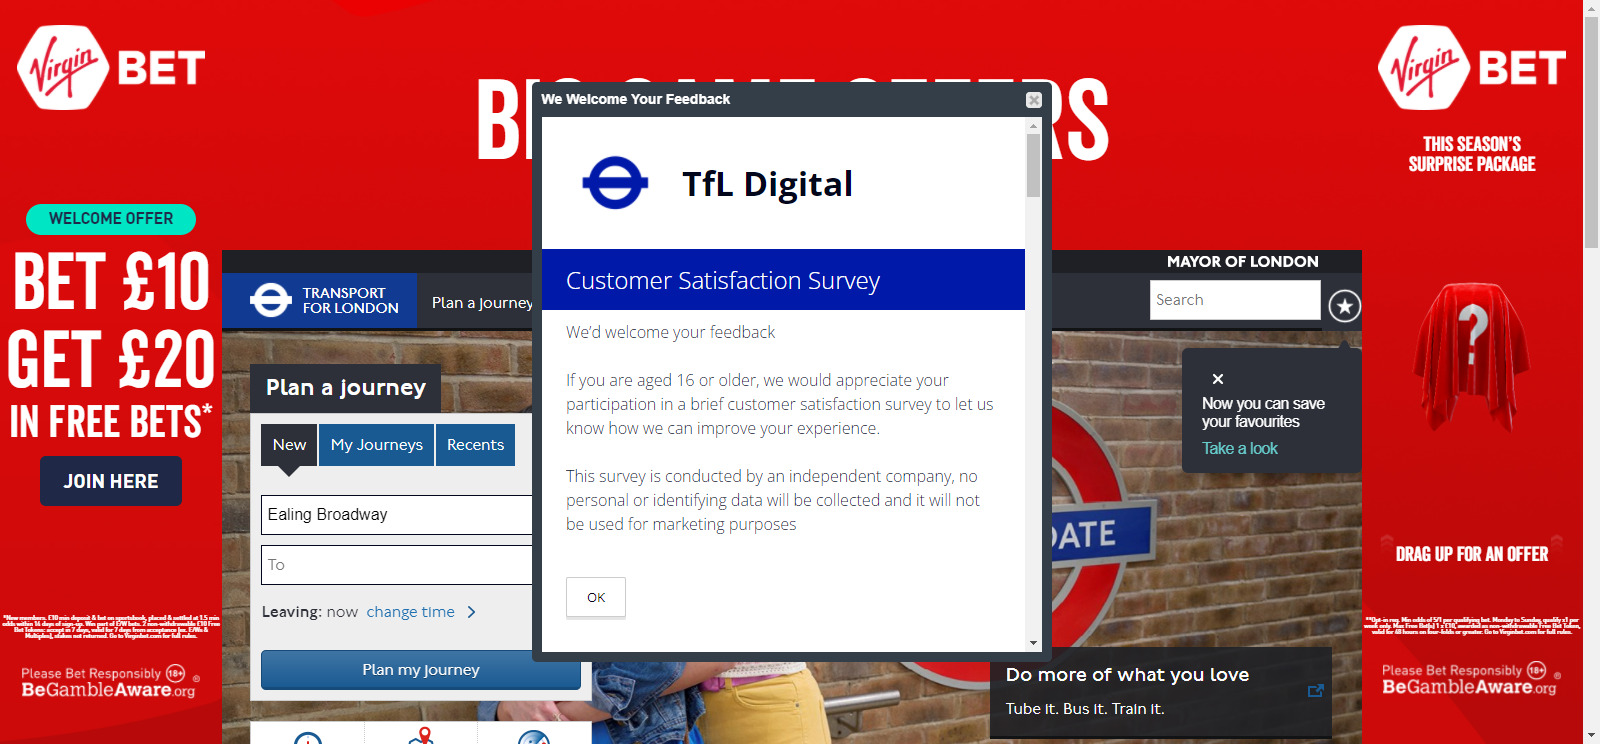 Virgin BET
WELCOME OFFER
BET £10
GET £20
IN FREE BETS*
JOIN HERE
Please Bet Responsibly 18+
BeGambleAware.org
We Welcome Your Feedback
TfL Digital
Customer Satisfaction Survey
We'd welcome your feedback
If you are aged 16 or older, we would appreciate your
participation in a brief customer satisfaction survey to let us
know how we can improve your experience.
This survey is conducted by an independent company, no
personal or identifying data will be collected and it will not
be used for marketing purposes
OK
MAYOR OF LONDON
TRANSPORT
FOR LONDON
Plan a journey
Search
Plan a journey
New
My Journeys
Recents
Ealing Broadway
To
Leaving: now change time
Plan my journey
Now you can save
your favourites
Take a look
Do more of what you love
Tube it. Bus it. Train it.
Virgin BET
THIS SEASON'S
SURPRISE PACKAGE
?
DRAG UP FOR AN OFFER
Please Bet Responsibly 18+
BeGambleAware.org